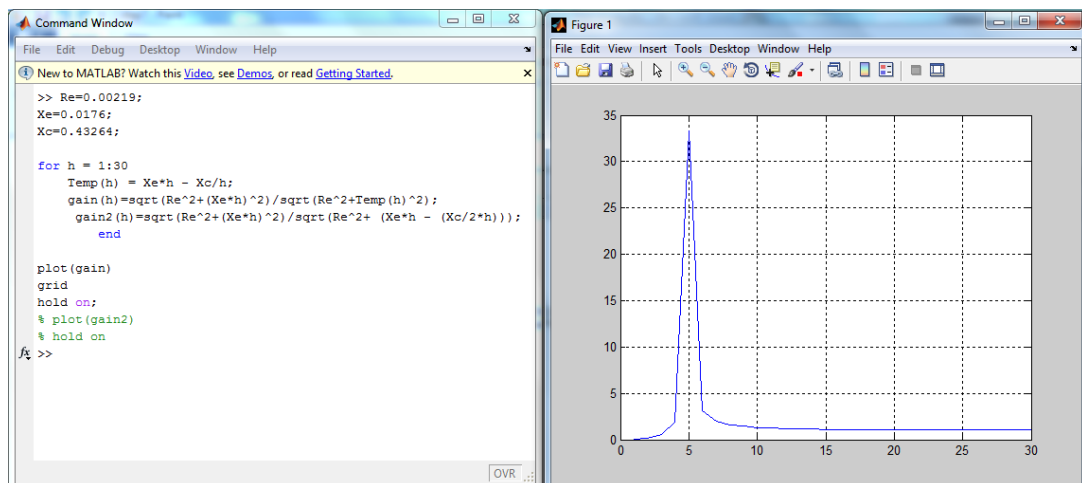 Command Window
File Edit Debug Desktop Window Help
New to MATLAB? Watch this Video, see Demos, or read Getting Started.
>> Re=0.00219;
Xe=0.0176;
Xc=0.43264;
for h = 1:30
Temp(h) = Xe*h - Xc/h;
gain(h)=sqrt(Re^2+(Xe*h)^2)/sqrt(Re^2+Temp(h)^2);
gain2(h)=sqrt(Re^2+(Xe*h)^2)/sqrt(Re^2+ (Xe*h - (Xc/2*h)));
end
plot(gain)
grid
hold on;
% plot(gain2)
% hold on
fx >>
OVR
Figure 1
File Edit View Insert Tools Desktop Window Help
35
30
25
20
15
10
5
0
0 5 10 15 20 25 30